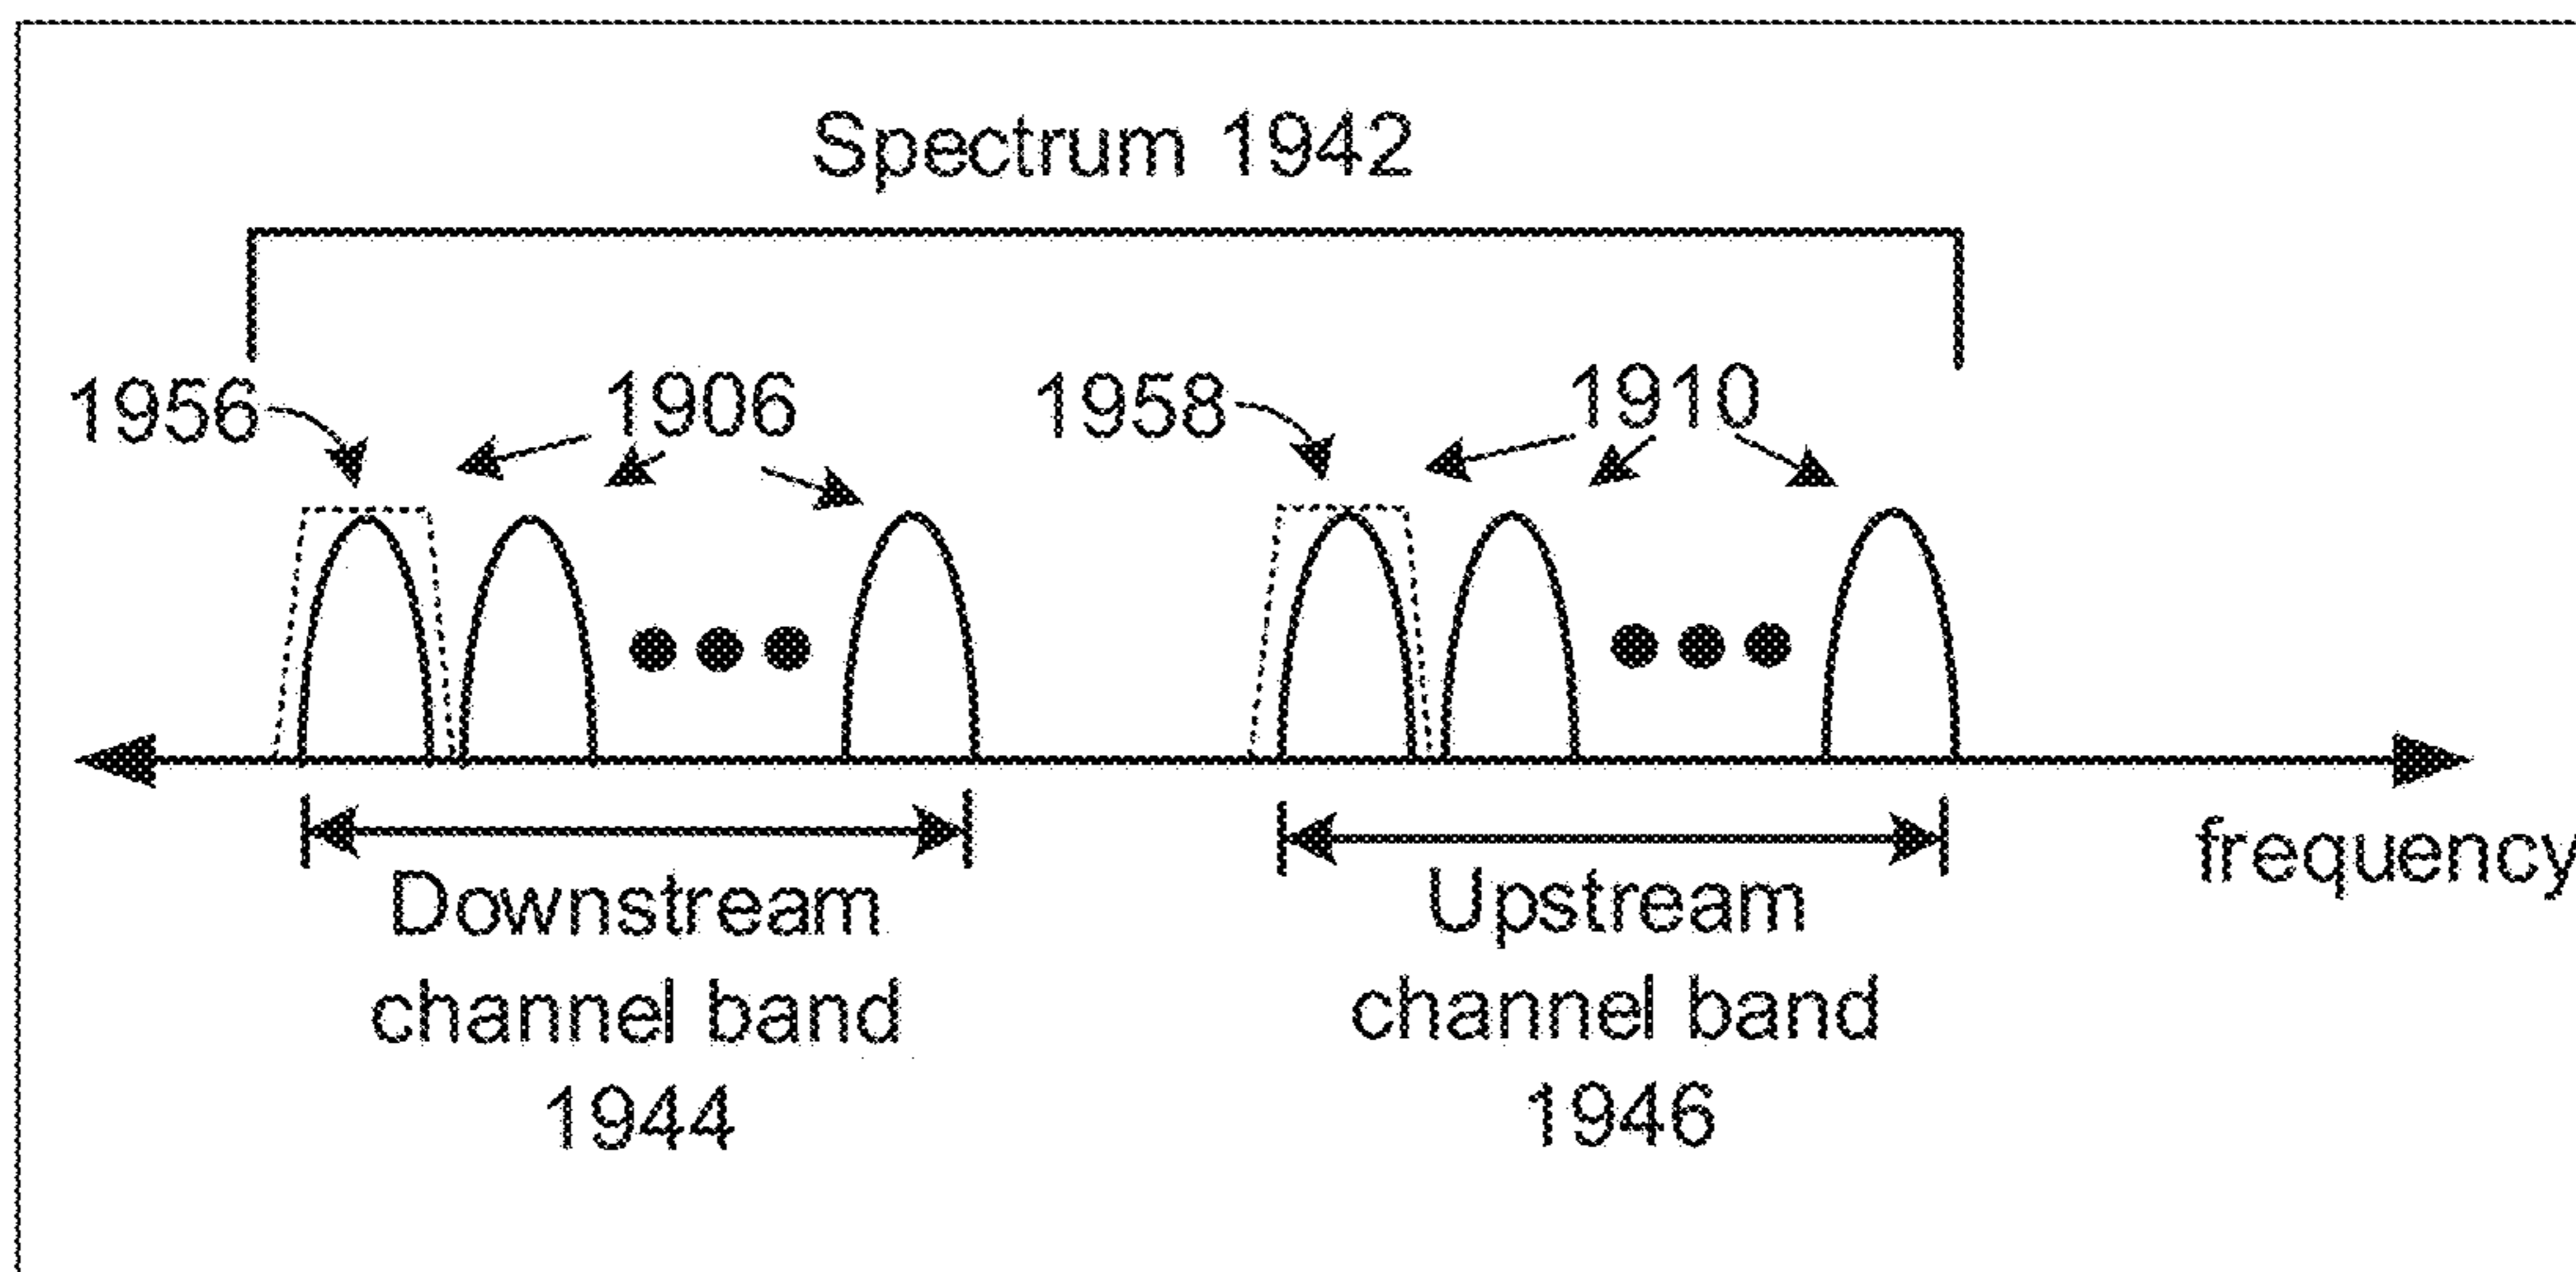 Spectrum 1942
1956
1906
1958
1910
frequency
Downstream
channel band
1944
Upstream
channel band
1946